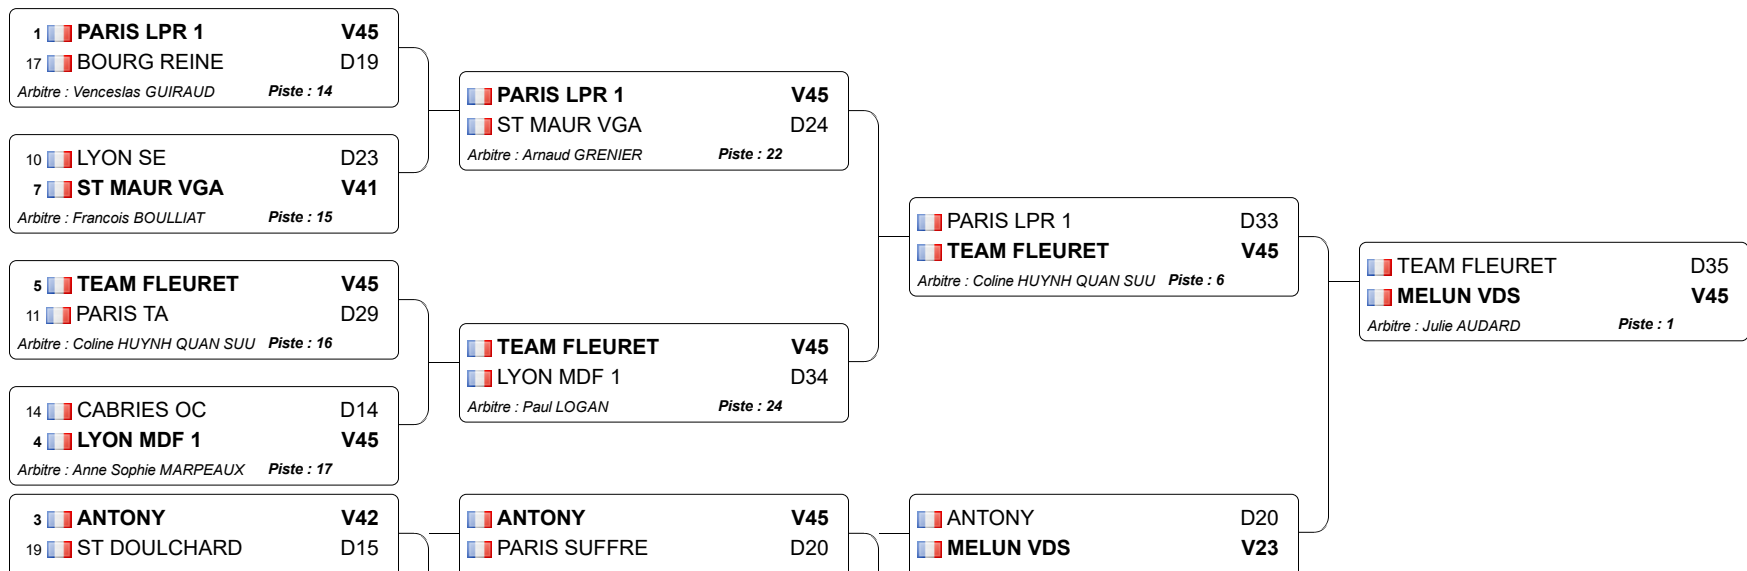 1 PARIS LPR 1 V45
17 BOURG REINE D19
Arbitre : Venceslas GUIRAUD Piste : 14
10 LYON SE D23
7 ST MAUR VGA V41
Arbitre : Francois BOULLIAT Piste : 15
5 TEAM FLEURET V45
11 PARIS TA D29
Arbitre : Coline HUYNH QUAN SUU Piste : 16
14 CABRIES OC D14
4 LYON MDF 1 V45
Arbitre : Anne Sophie MARPEAUX Piste : 17
3 ANTONY V42
19 ST DOULCHARD D15
PARIS LPR 1 V45
ST MAUR VGA D24
Arbitre : Arnaud GRENIER Piste : 22
TEAM FLEURET V45
LYON MDF 1 D34
Arbitre : Paul LOGAN Piste : 24
ANTONY V45
PARIS SUFFRE D20
PARIS LPR 1 D33
TEAM FLEURET V45
Arbitre : Coline HUYNH QUAN SUU Piste : 6
ANTONY D20
MELUN VDS V23
TEAM FLEURET D35
MELUN VDS V45
Arbitre : Julie AUDARD Piste : 1